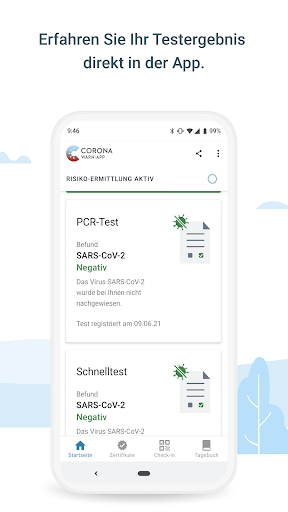 Erfahren Sie Ihr Testergebnis
direkt in der App.
9:46
99%
CORONA
WARN-APP
RISIKO-ERMITTLUNG AKTIV
PCR-Test
Befund
SARS-CoV-2
Negativ
Das Virus SARS-CoV-2
wurde bei Ihnen nicht
nachgewiesen.
Test registriert am 09.06.21
Schnelltest
Befund
SARS-CoV-2
Negativ
Das Virus SARS-CoV-2
Startseite
Zertifikate
Check-in
Tagebuch